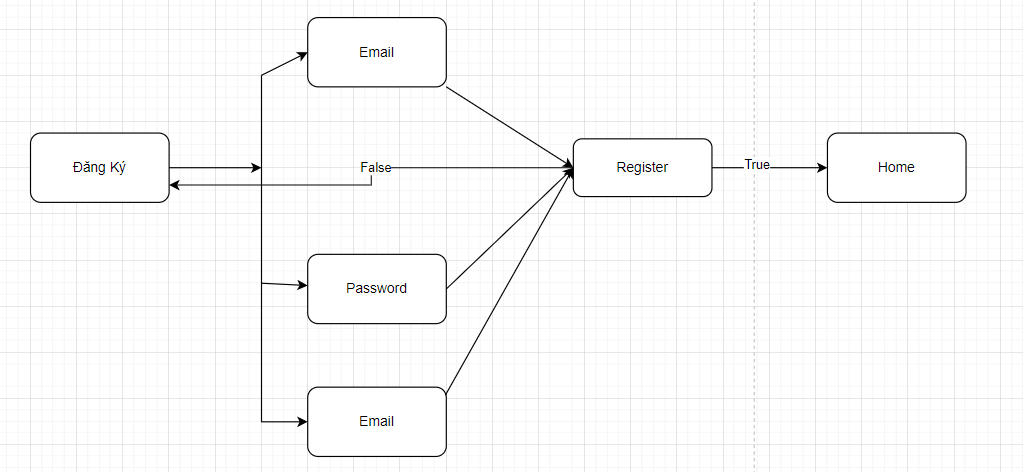 Email
Đăng Ký
False
Register
True
Home
Password
Email